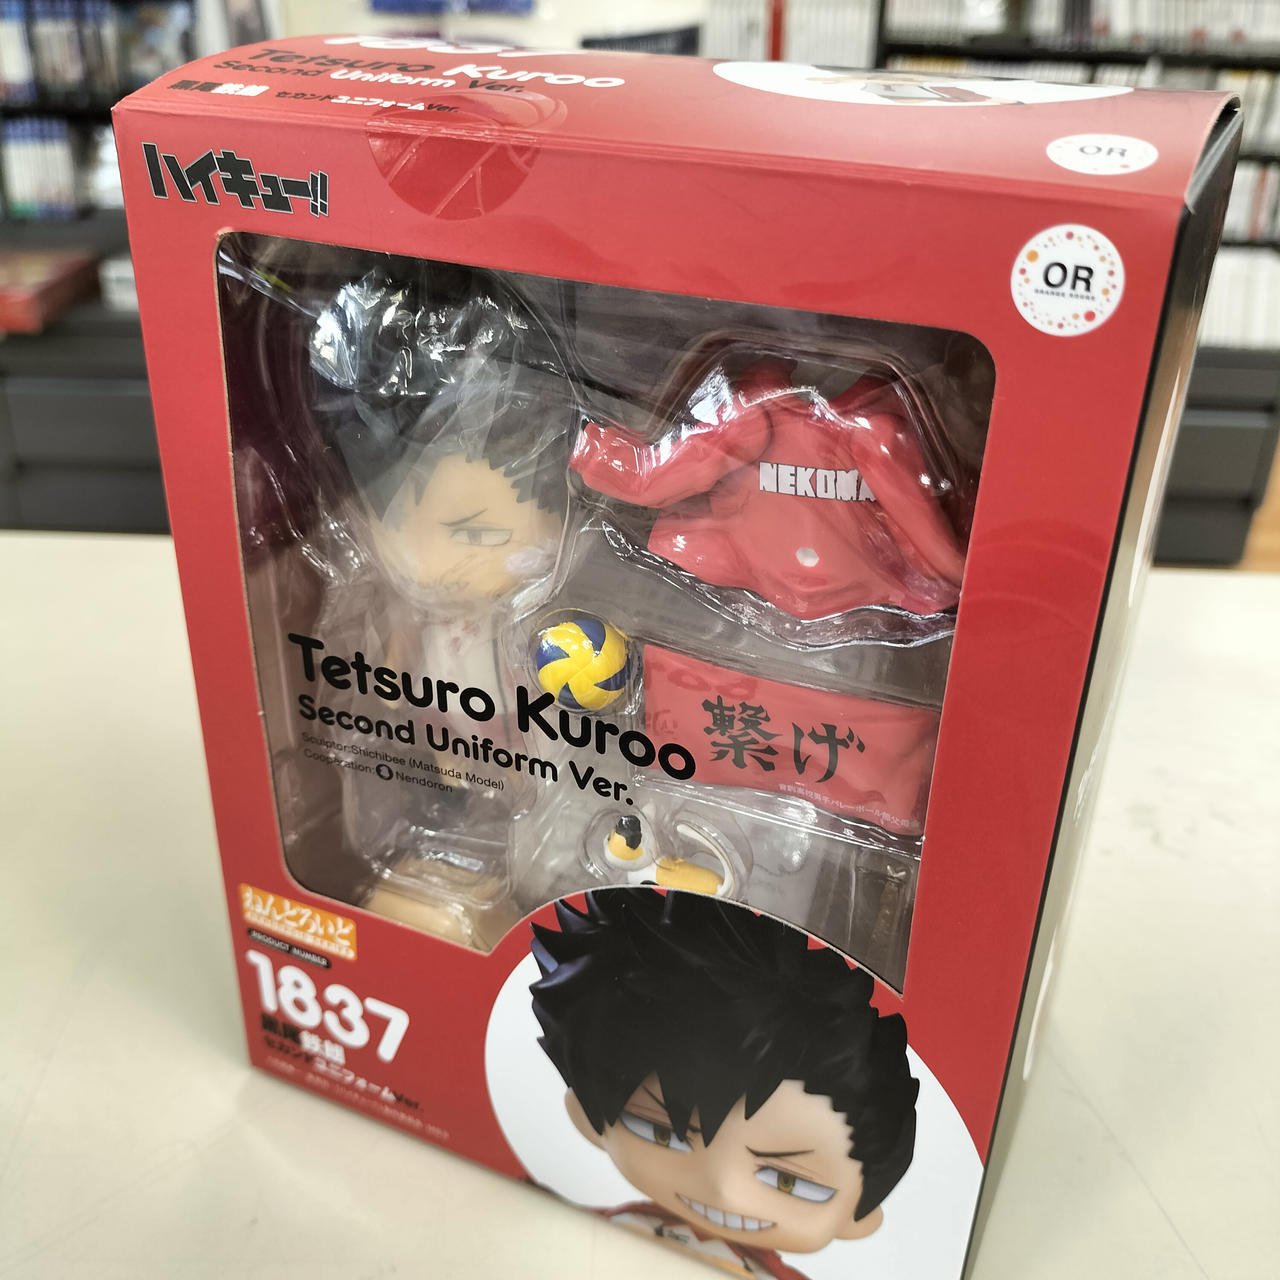 Tetsuro Kuroo
Second Uniform Ver.
黒尾鉄朗 セカンドユニフォームVer.
OR
ハイキュー!!
OR
ORANGE ROUGE
NEKOMA
Tetsuro Kuroo
Second Uniform Ver.
Sculptor:Shichibee (Matsuda Model)
Cooperation: Nendoron
繋げ
ねんどろいど
PRODUCT NUMBER
1837
黒尾鉄朗
セカンドユニフォームVer.